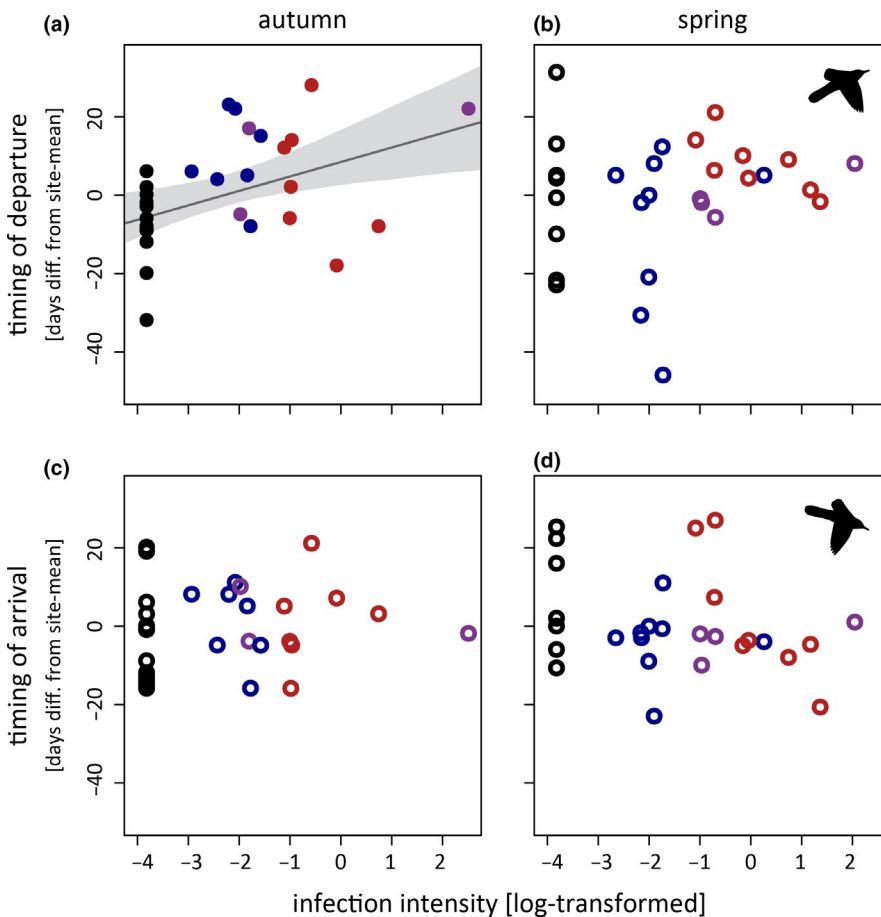 (a) autumn
(b) spring
timing of departure
[days diff. from site-mean]
20
0
−20
−40
(c)
(d)
timing of arrival
[days diff. from site-mean]
20
0
−20
−40
−4 −3 −2 −1 0 1 2
−4 −3 −2 −1 0 1 2
infection intensity [log-transformed]